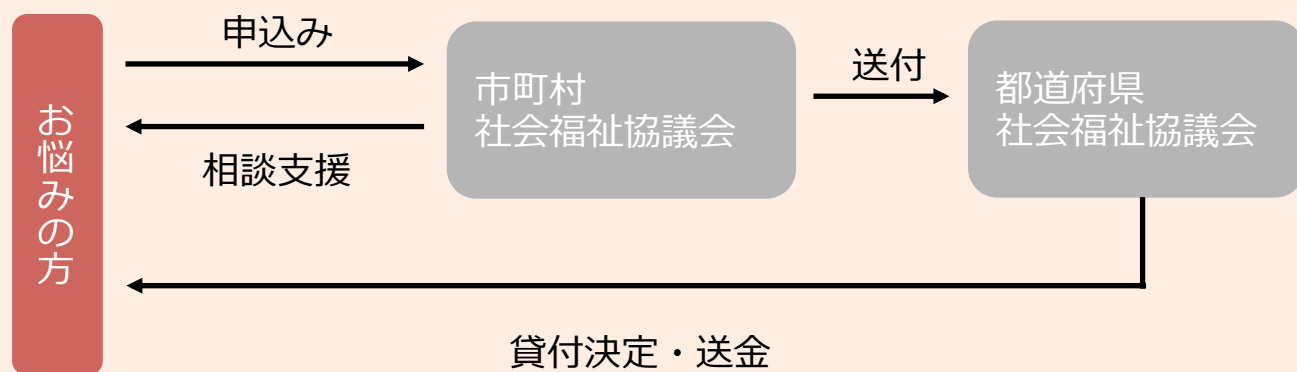 お悩みの方
申込み
相談支援
市町村
社会福祉協議会
送付
都道府県
社会福祉協議会
貸付決定・送金